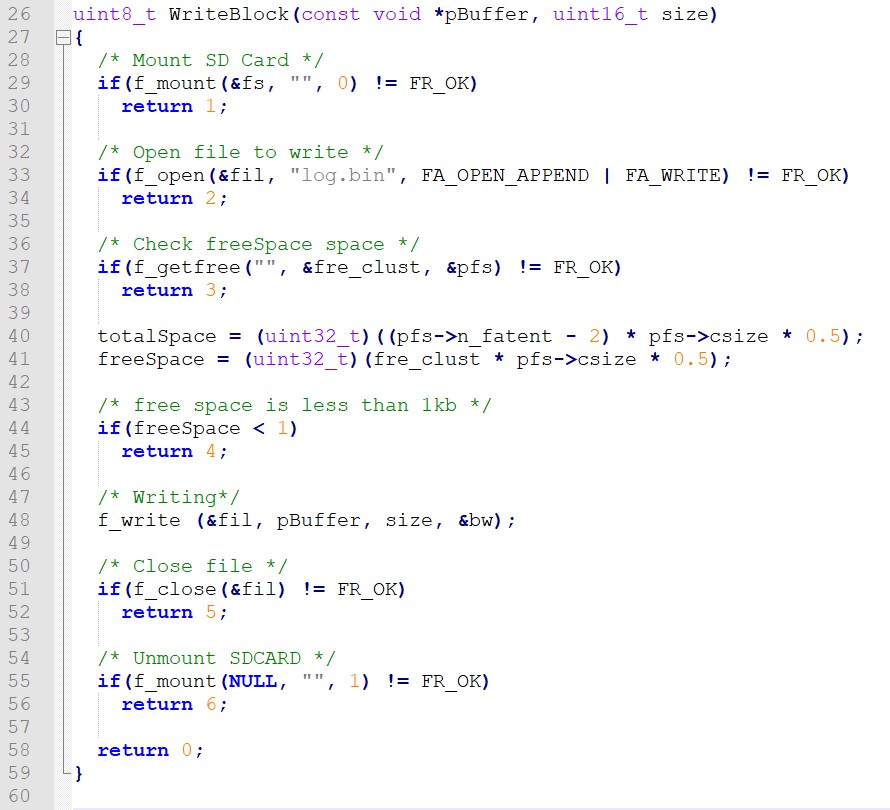 26 uint8_t WriteBlock(const void *pBuffer, uint16_t size)
27 {
28   /* Mount SD Card */
29   if(f_mount(&fs, "", 0) != FR_OK)
30     return 1;
31
32   /* Open file to write */
33   if(f_open(&fil, "log.bin", FA_OPEN_APPEND | FA_WRITE) != FR_OK)
34     return 2;
35
36   /* Check freeSpace space */
37   if(f_getfree("", &fre_clust, &pfs) != FR_OK)
38     return 3;
39
40   totalSpace = (uint32_t)((pfs->n_fatent - 2) * pfs->csize * 0.5);
41   freeSpace = (uint32_t)(fre_clust * pfs->csize * 0.5);
42
43   /* free space is less than 1kb */
44   if(freeSpace < 1)
45     return 4;
46
47   /* Writing*/
48   f_write (&fil, pBuffer, size, &bw);
49
50   /* Close file */
51   if(f_close(&fil) != FR_OK)
52     return 5;
53
54   /* Unmount SDCARD */
55   if(f_mount(NULL, "", 1) != FR_OK)
56     return 6;
57
58   return 0;
59 }
60